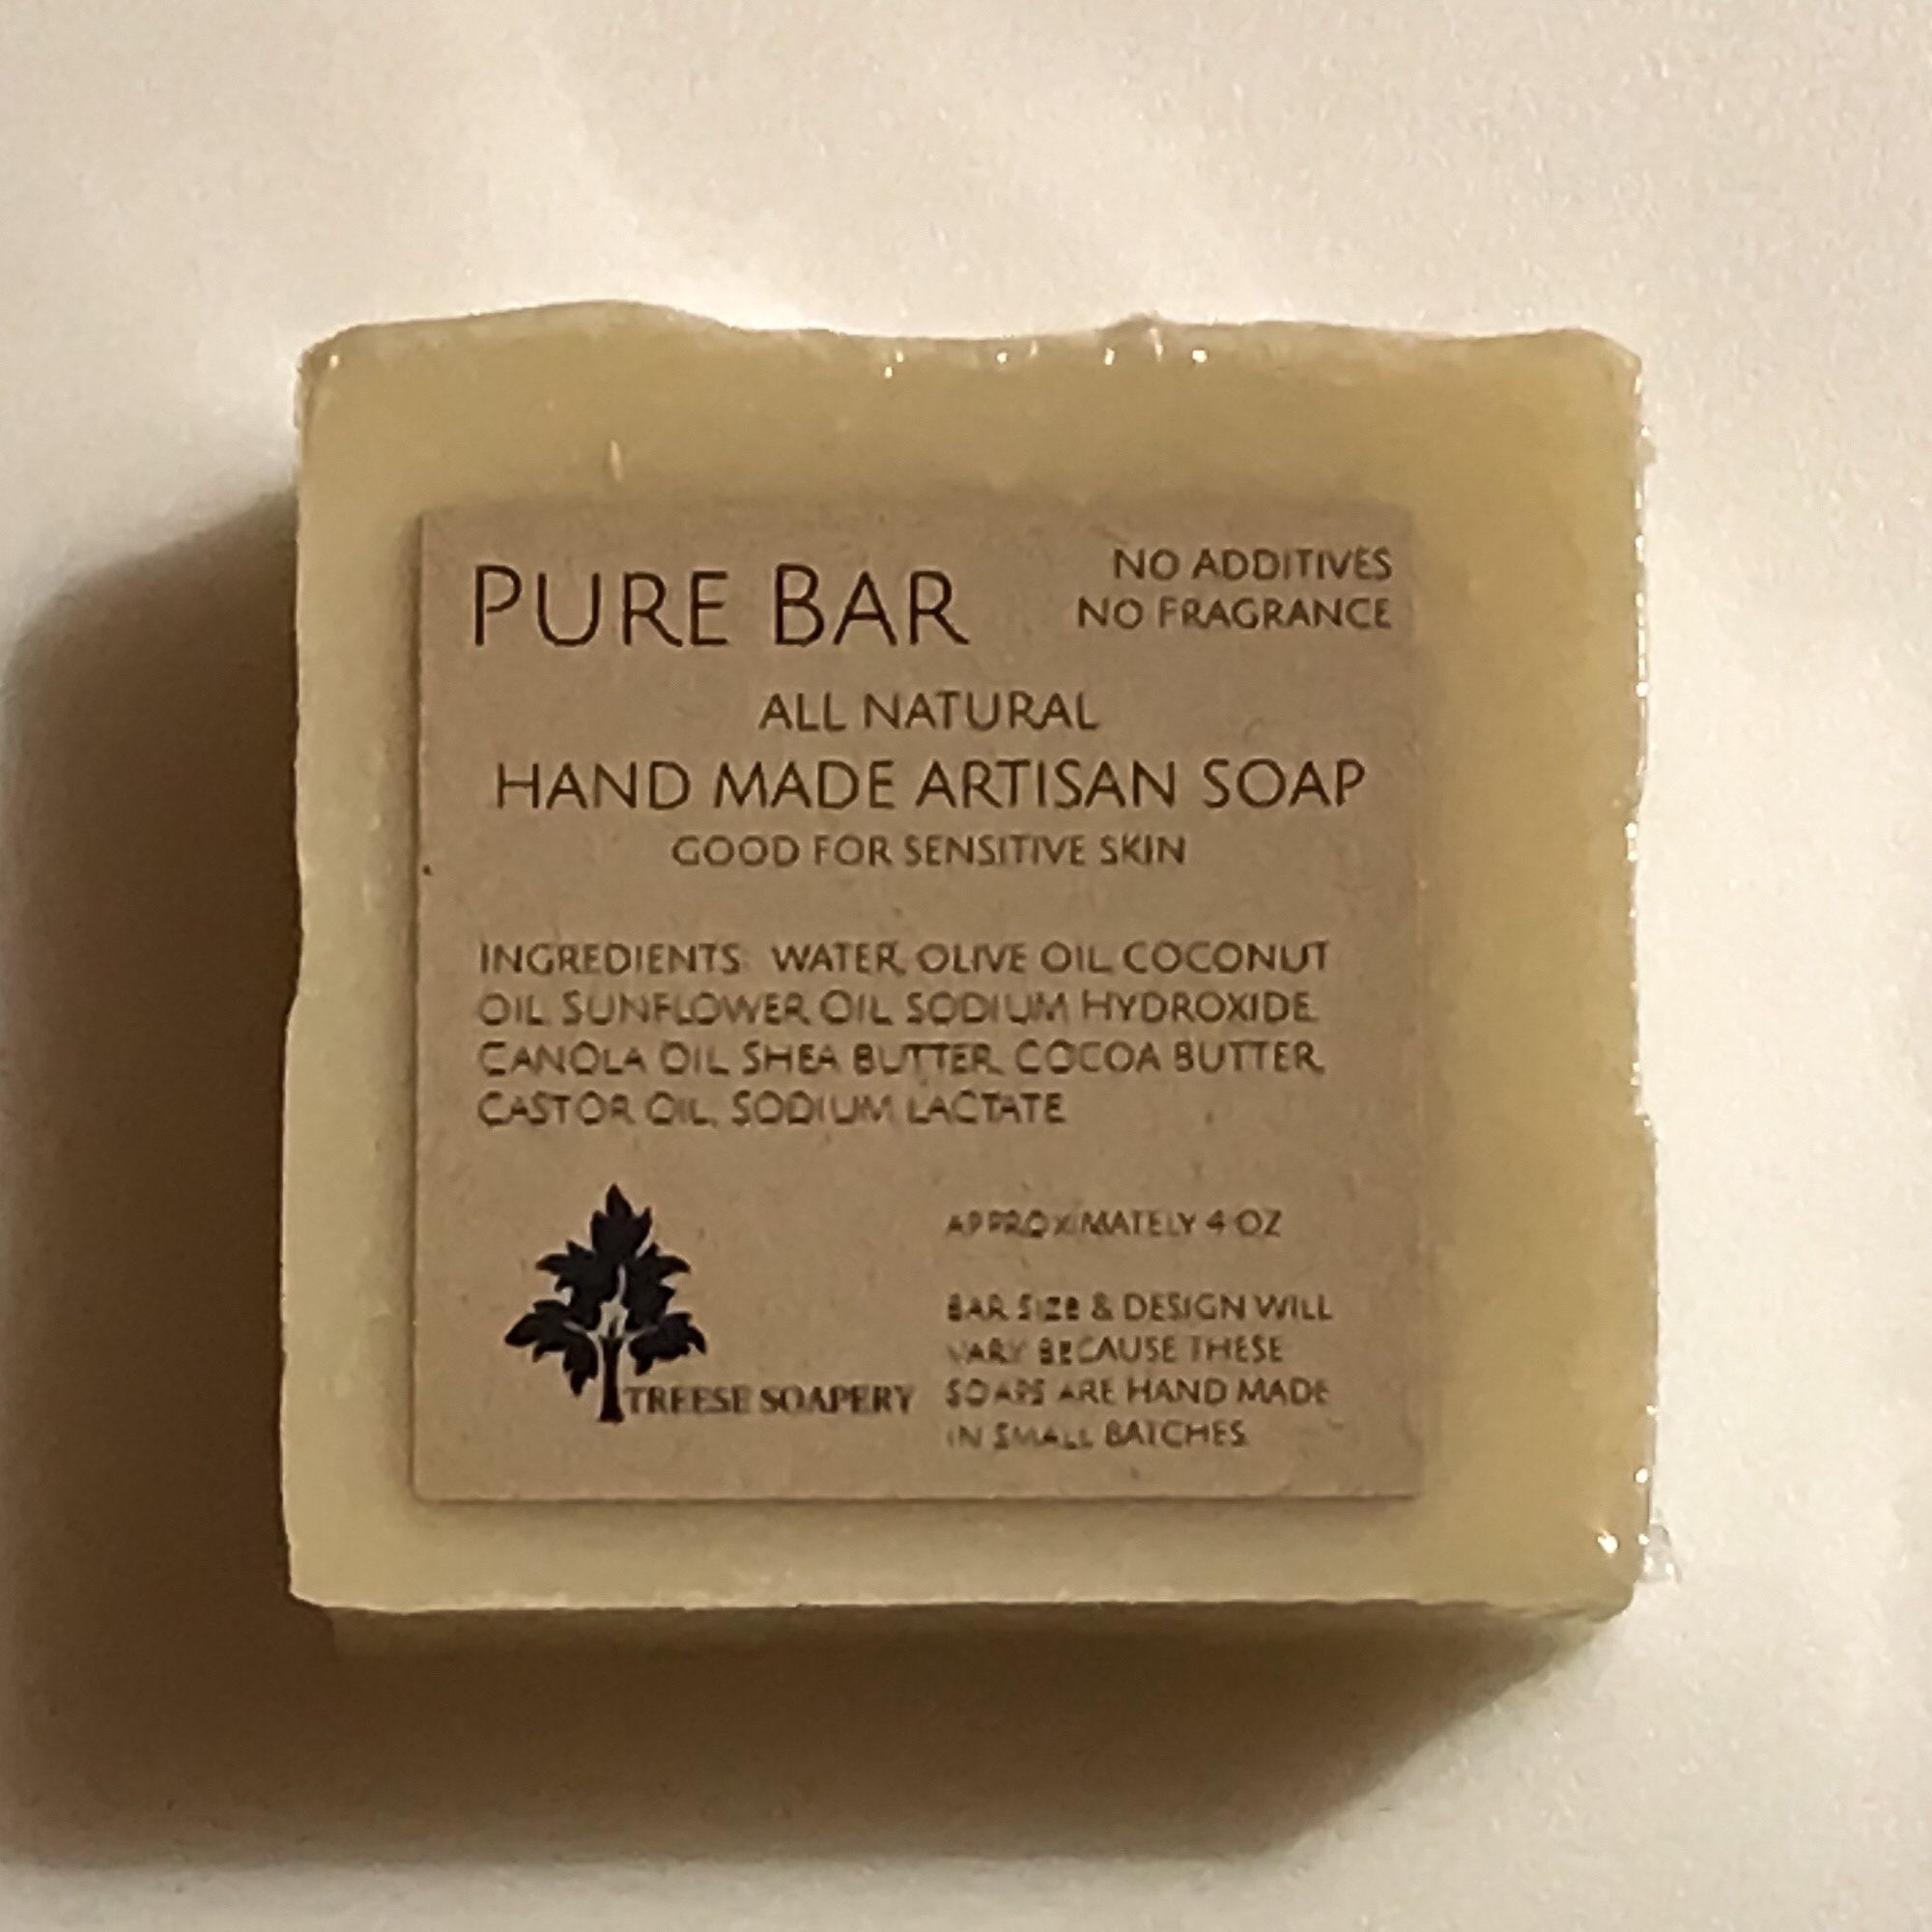 PURE BAR
NO ADDITIVES
NO FRAGRANCE
ALL NATURAL
HAND MADE ARTISAN SOAP
GOOD FOR SENSITIVE SKIN
INGREDIENTS: WATER, OLIVE OIL, COCONUT
OIL, SUNFLOWER OIL, SODIUM HYDROXIDE,
CANOLA OIL, SHEA BUTTER, COCOA BUTTER,
CASTOR OIL, SODIUM LACTATE
TREESE SOAPERY
APPROXIMATELY 4 OZ
BAR SIZE & DESIGN WILL
VARY BECAUSE THESE
SOAPS ARE HAND MADE
IN SMALL BATCHES.